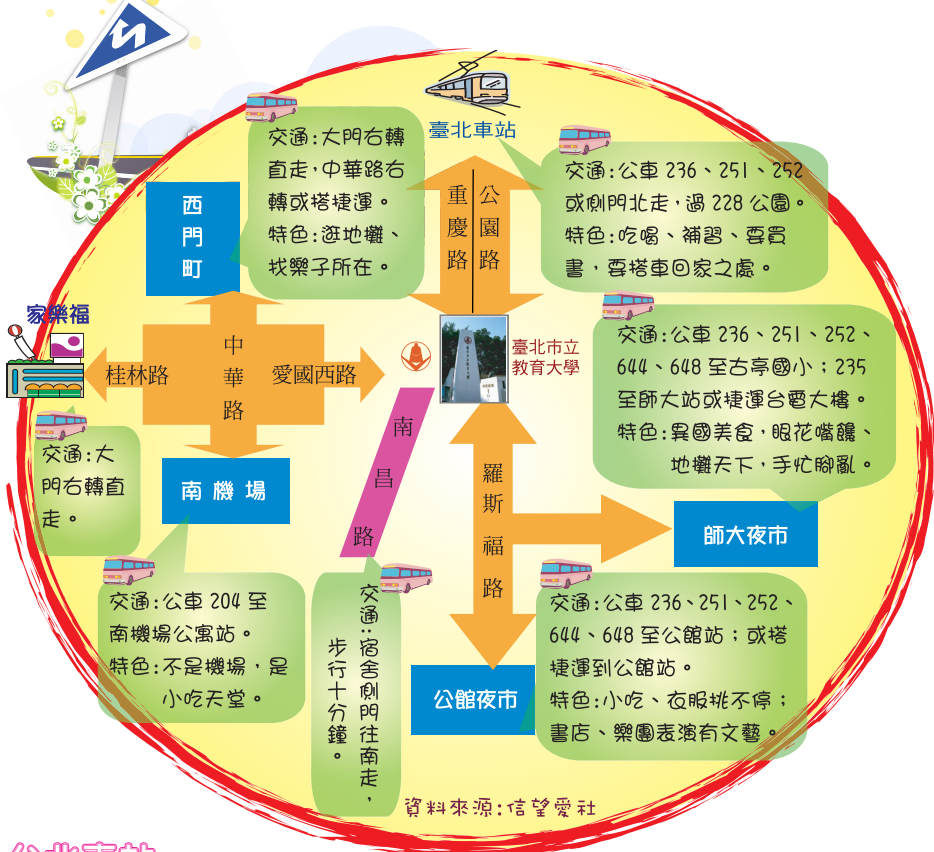 臺北車站
交通:大門右轉
直走,中華路右
轉或搭捷運。
特色:逛地攤、
找樂子所在。
交通:公車 236、251、252
或側門北走,過 228 公園。
特色:吃喝、補習、要買
書,要搭車回家之處。
西門町
重慶路
公園路
家樂福
桂林路
中華路
愛國西路
臺北市立
教育大學
交通:公車 236、251、252、
644、648 至古亭國小;235
至師大站或捷運台電大樓。
特色:異國美食,眼花嘴饞、
地攤天下,手忙腳亂。
交通:大
門右轉直
走。
南機場
南昌路
羅斯福路
師大夜市
交通:公車 204 至
南機場公寓站。
特色:不是機場,是
小吃天堂。
交通:宿舍側門往南走,
步行十分鐘。
交通:公車 236、251、252、
644、648 至公館站;或搭
捷運到公館站。
特色:小吃、衣服挑不停;
書店、樂團表演有文藝。
公館夜市
資料來源:信望愛社